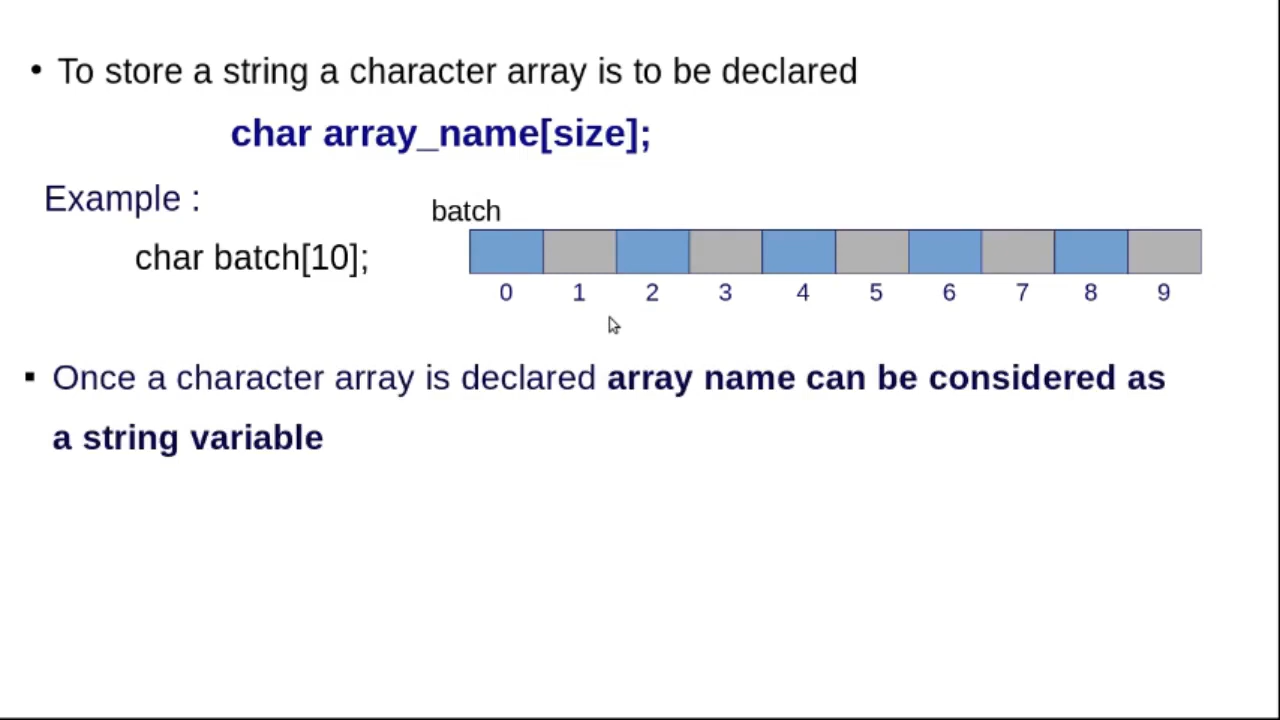 • To store a string a character array is to be declared
char array_name[size];
Example :
batch
char batch[10];
0 1 2 3 4 5 6 7 8 9
▪ Once a character array is declared array name can be considered as
a string variable